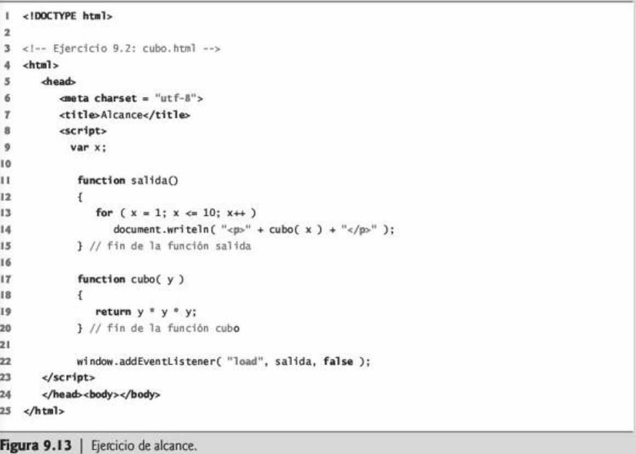 1 <!DOCTYPE html>
2
3 <!-- Ejercicio 9.2: cubo.html -->
4 <html>
5 <head>
6 <meta charset = "utf-8">
7 <title>Alcance</title>
8 <script>
9 var x;
10
11 function salida()
12 {
13 for ( x = 1; x <= 10; x++ )
14 document.writeln( "<p>" + cubo( x ) + "</p>" );
15 } // fin de la función salida
16
17 function cubo( y )
18 {
19 return y * y * y;
20 } // fin de la función cubo
21
22 window.addEventListener( "load", salida, false );
23 </script>
24 </head><body></body>
25 </html>
Figura 9.13 | Ejercicio de alcance.